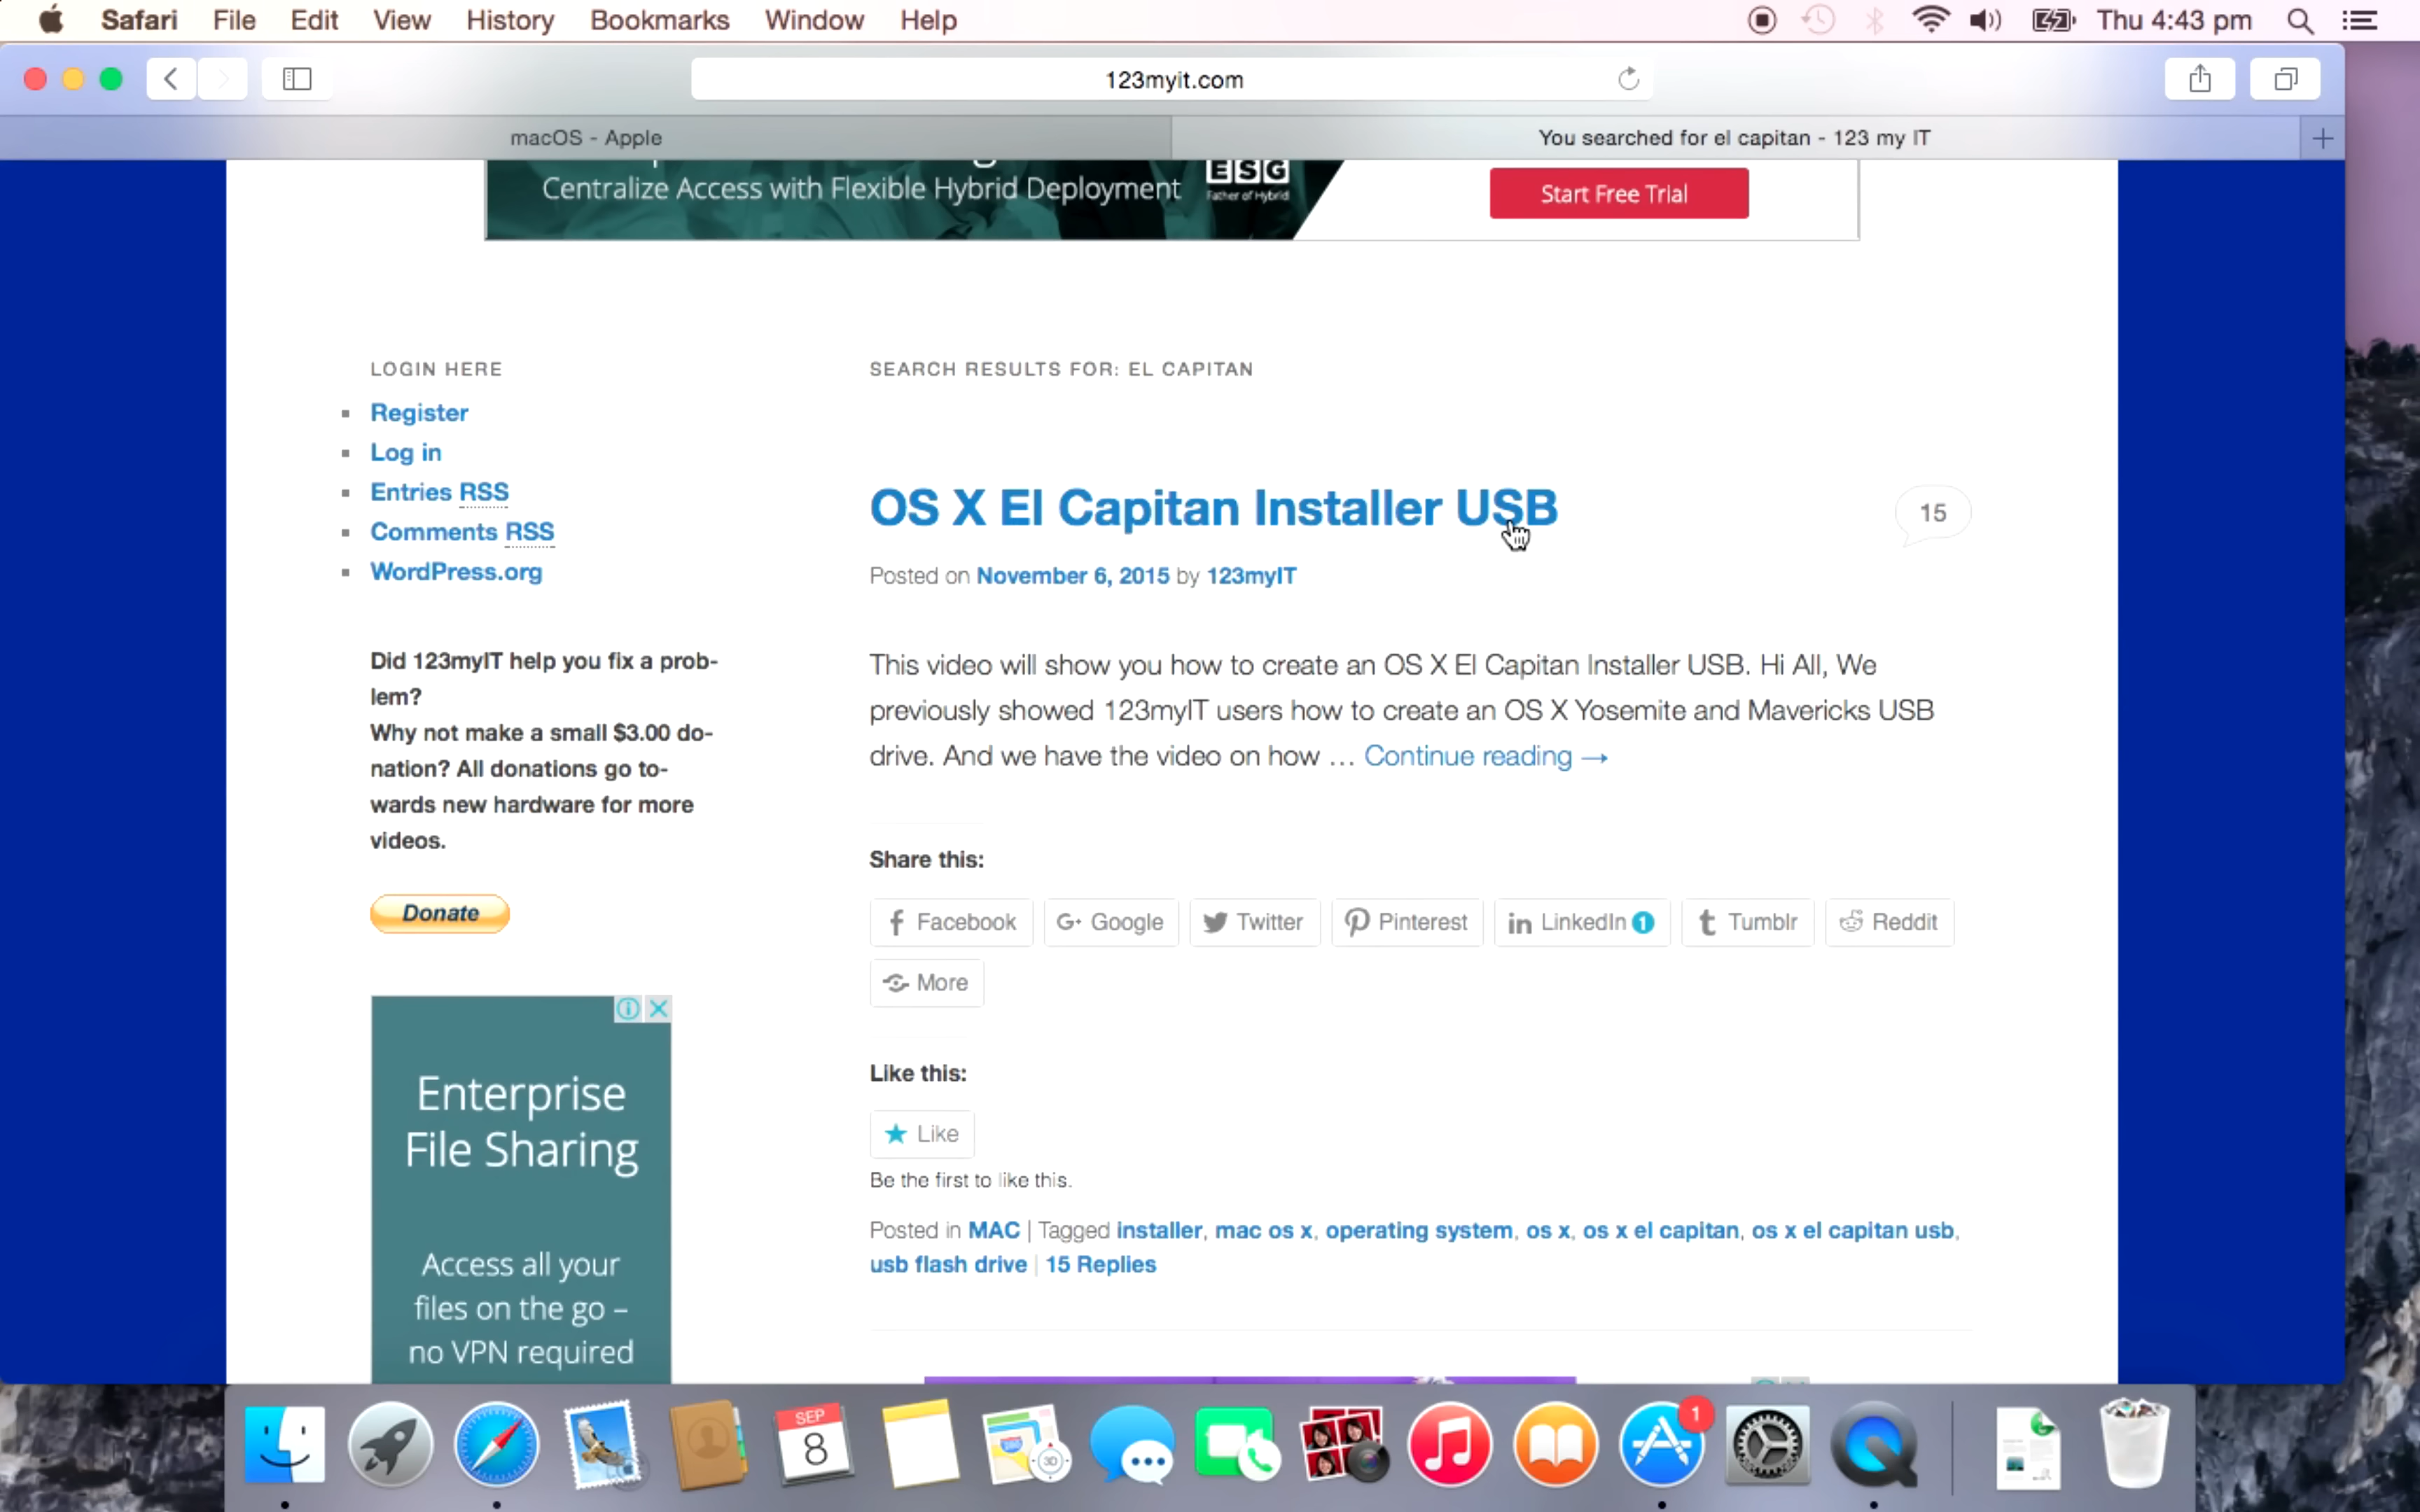 Safari File Edit View History Bookmarks Window Help Thu 4:43 pm
123myit.com
macOS - Apple
You searched for el capitan - 123 my IT
Centralize Access with Flexible Hybrid Deployment
ESG
Father of Hybrid
Start Free Trial
LOGIN HERE
Register
Log in
Entries RSS
Comments RSS
WordPress.org
Did 123myIT help you fix a prob-
lem?
Why not make a small $3.00 do-
nation? All donations go to-
wards new hardware for more
videos.
Donate
Enterprise
File Sharing
Access all your
files on the go –
no VPN required
SEARCH RESULTS FOR: EL CAPITAN
OS X El Capitan Installer USB
15
Posted on November 6, 2015 by 123myIT
This video will show you how to create an OS X El Capitan Installer USB. Hi All, We
previously showed 123myIT users how to create an OS X Yosemite and Mavericks USB
drive. And we have the video on how … Continue reading →
Share this:
Facebook Google Twitter Pinterest LinkedIn 1 Tumblr Reddit
More
Like this:
Like
Be the first to like this.
Posted in MAC | Tagged installer, mac os x, operating system, os x, os x el capitan, os x el capitan usb,
usb flash drive | 15 Replies
SEP
8
3D
1